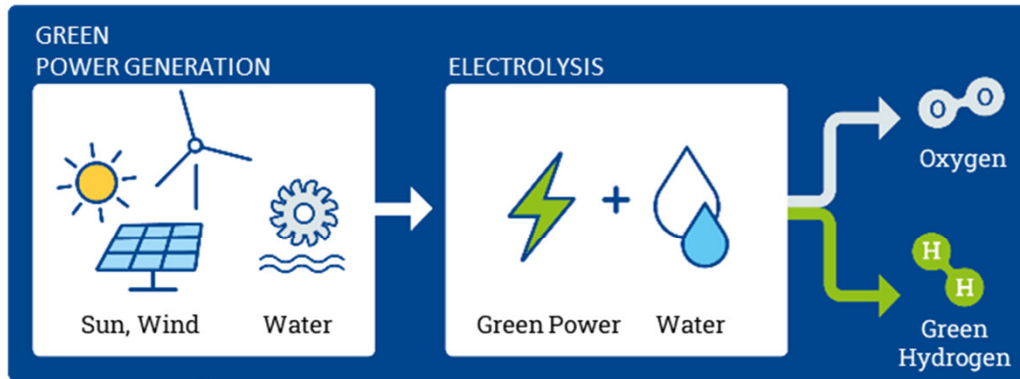 GREEN
POWER GENERATION
Sun, Wind
Water
ELECTROLYSIS
+
Green Power
Water
O O
Oxygen
H
H
Green
Hydrogen